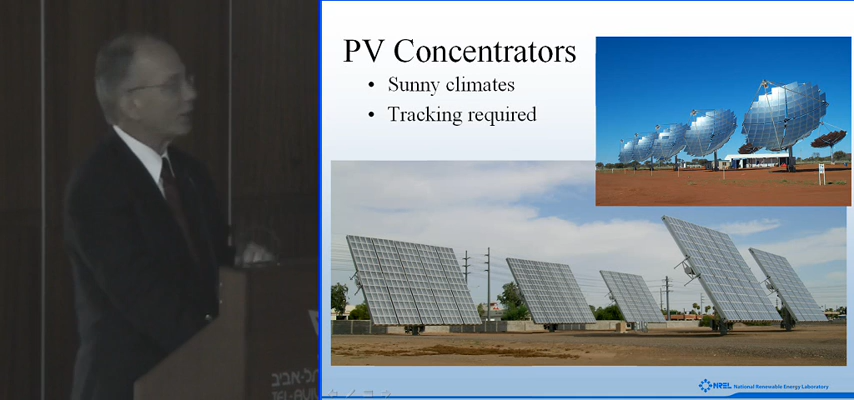 PV Concentrators
• Sunny climates
• Tracking required
NREL National Renewable Energy Laboratory